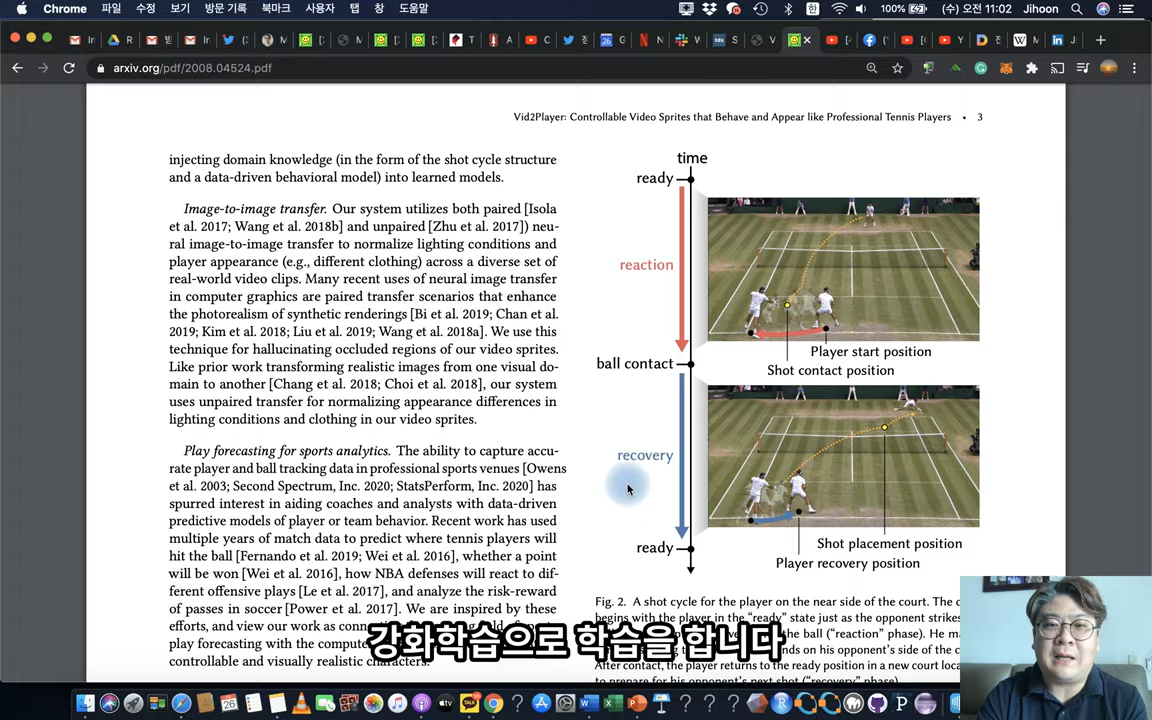 Chrome 파일 수정 보기 방문 기록 북마크 사용자 탭 창 도움말 100% (수) 오전 11:02 Jihoon
arxiv.org/pdf/2008.04524.pdf
Vid2Player: Controllable Video Sprites that Behave and Appear like Professional Tennis Players • 3
injecting domain knowledge (in the form of the shot cycle structure
and a data-driven behavioral model) into learned models.
Image-to-image transfer. Our system utilizes both paired [Isola
et al. 2017; Wang et al. 2018b] and unpaired [Zhu et al. 2017]) neu-
ral image-to-image transfer to normalize lighting conditions and
player appearance (e.g., different clothing) across a diverse set of
real-world video clips. Many recent uses of neural image transfer
in computer graphics are paired transfer scenarios that enhance
the photorealism of synthetic renderings [Bi et al. 2019; Chan et al.
2019; Kim et al. 2018; Liu et al. 2019; Wang et al. 2018a]. We use this
technique for hallucinating occluded regions of our video sprites.
Like prior work transforming realistic images from one visual do-
main to another [Chang et al. 2018; Choi et al. 2018], our system
uses unpaired transfer for normalizing appearance differences in
lighting conditions and clothing in our video sprites.
Play forecasting for sports analytics. The ability to capture accu-
rate player and ball tracking data in professional sports venues [Owens
et al. 2003; Second Spectrum, Inc. 2020; StatsPerform, Inc. 2020] has
spurred interest in aiding coaches and analysts with data-driven
predictive models of player or team behavior. Recent work has used
multiple years of match data to predict where tennis players will
hit the ball [Fernando et al. 2019; Wei et al. 2016], whether a point
will be won [Wei et al. 2016], how NBA defenses will react to dif-
ferent offensive plays [Le et al. 2017], and analyze the risk-reward
of passes in soccer [Power et al. 2017]. We are inspired by these
efforts, and view our work as
play forecasting with the
controllable and visually realistic characters.
time
ready
reaction
Player start position
ball contact
Shot contact position
recovery
Shot placement position
ready
Player recovery position
Fig. 2. A shot cycle for the player on the near side of the court. The
begins with the player in the "ready" state just as the opponent strikes
the ball ("reaction" phase). He
on his opponent's side of the
After contact, the player returns to the ready position in a new court
to prepare for his opponent's next shot ("recovery" phase).
강화학습으로 학습을 합니다